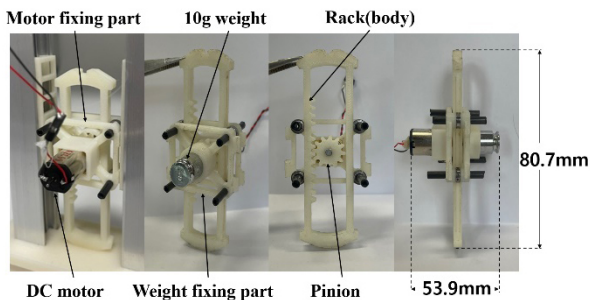 Motor fixing part
10g weight
Rack(body)
80.7mm
DC motor
Weight fixing part
Pinion
53.9mm